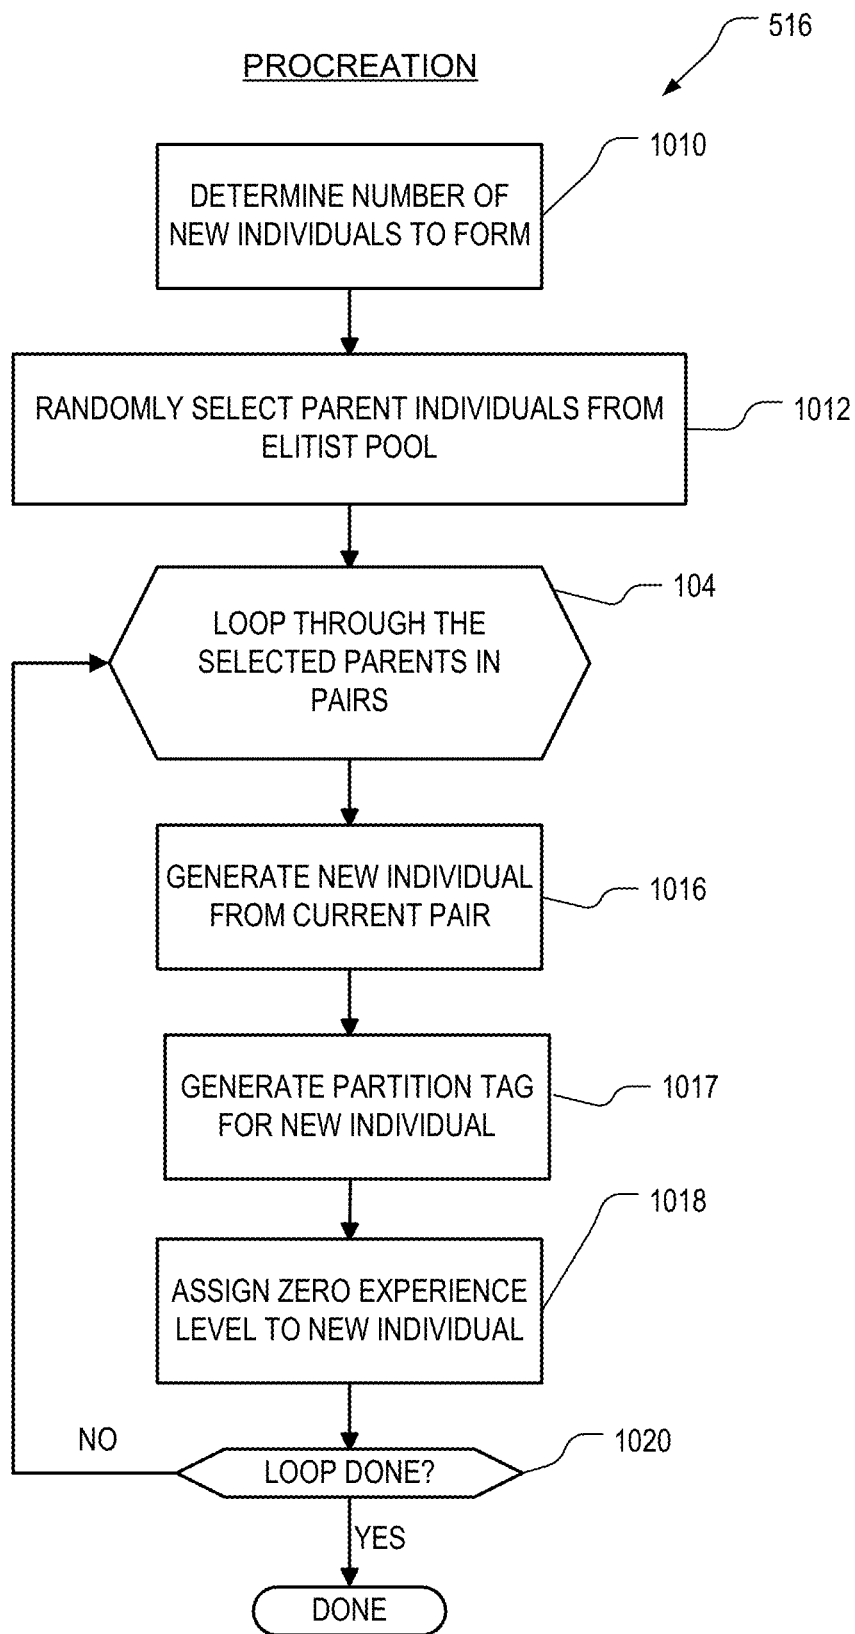 516
PROCREATION
1010
DETERMINE NUMBER OF
NEW INDIVIDUALS TO FORM
RANDOMLY SELECT PARENT INDIVIDUALS FROM
ELITIST POOL
1012
104
LOOP THROUGH THE
SELECTED PARENTS IN
PAIRS
GENERATE NEW INDIVIDUAL
FROM CURRENT PAIR
1016
GENERATE PARTITION TAG
FOR NEW INDIVIDUAL
1017
1018
ASSIGN ZERO EXPERIENCE
LEVEL TO NEW INDIVIDUAL
NO
LOOP DONE?
1020
YES
DONE